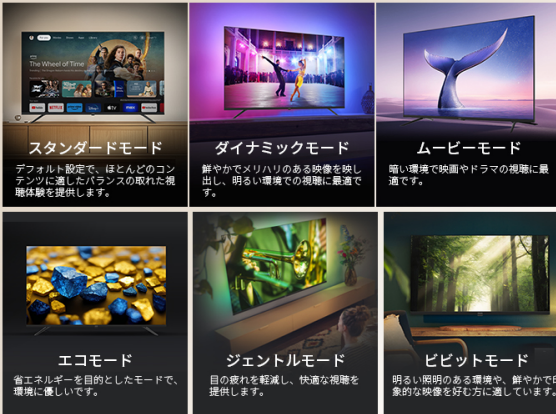 The Wheel of Time
スタンダードモード
デフォルト設定で、ほとんどのコン
テンツに適したバランスの取れた視
聴体験を提供します。
ダイナミックモード
鮮やかでメリハリのある映像を映し
出し、明るい環境での視聴に最適で
す。
ムービーモード
暗い環境で映画やドラマの視聴に最
適です。
エコモード
省エネルギーを目的としたモードで、
環境に優しいです。
ジェントルモード
目の疲れを軽減し、快適な視聴を
提供します。
ビビットモード
明るい照明のある環境や、鮮やかで印
象的な映像を好む方に適しています。